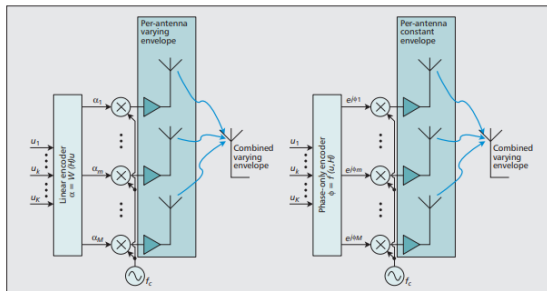 Per-antenna
varying
envelope
α1
u1
uk
uK
Linear encoder
α = W (H)u
αm
αM
fc
Combined
varying
envelope
Per-antenna
constant
envelope
ejφ1
u1
uk
uK
Phase-only encoder
φ = f (u,H)
ejφm
ejφM
fc
Combined
varying
envelope